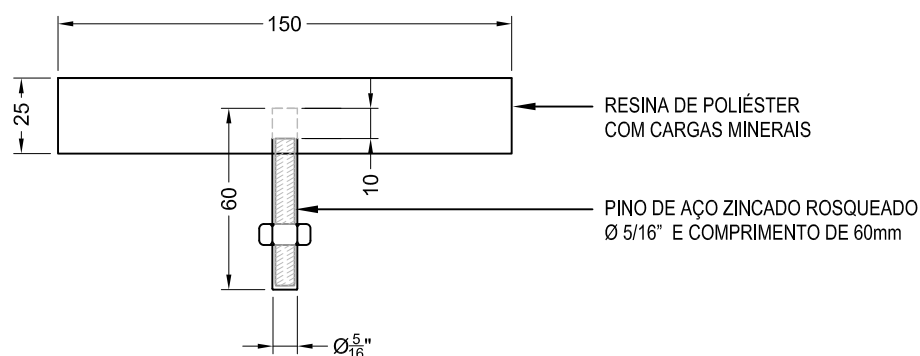 150
25
RESINA DE POLIÉSTER
COM CARGAS MINERAIS
60
10
PINO DE AÇO ZINCADO ROSQUEADO
Ø 5/16” E COMPRIMENTO DE 60mm
Ø5/16"